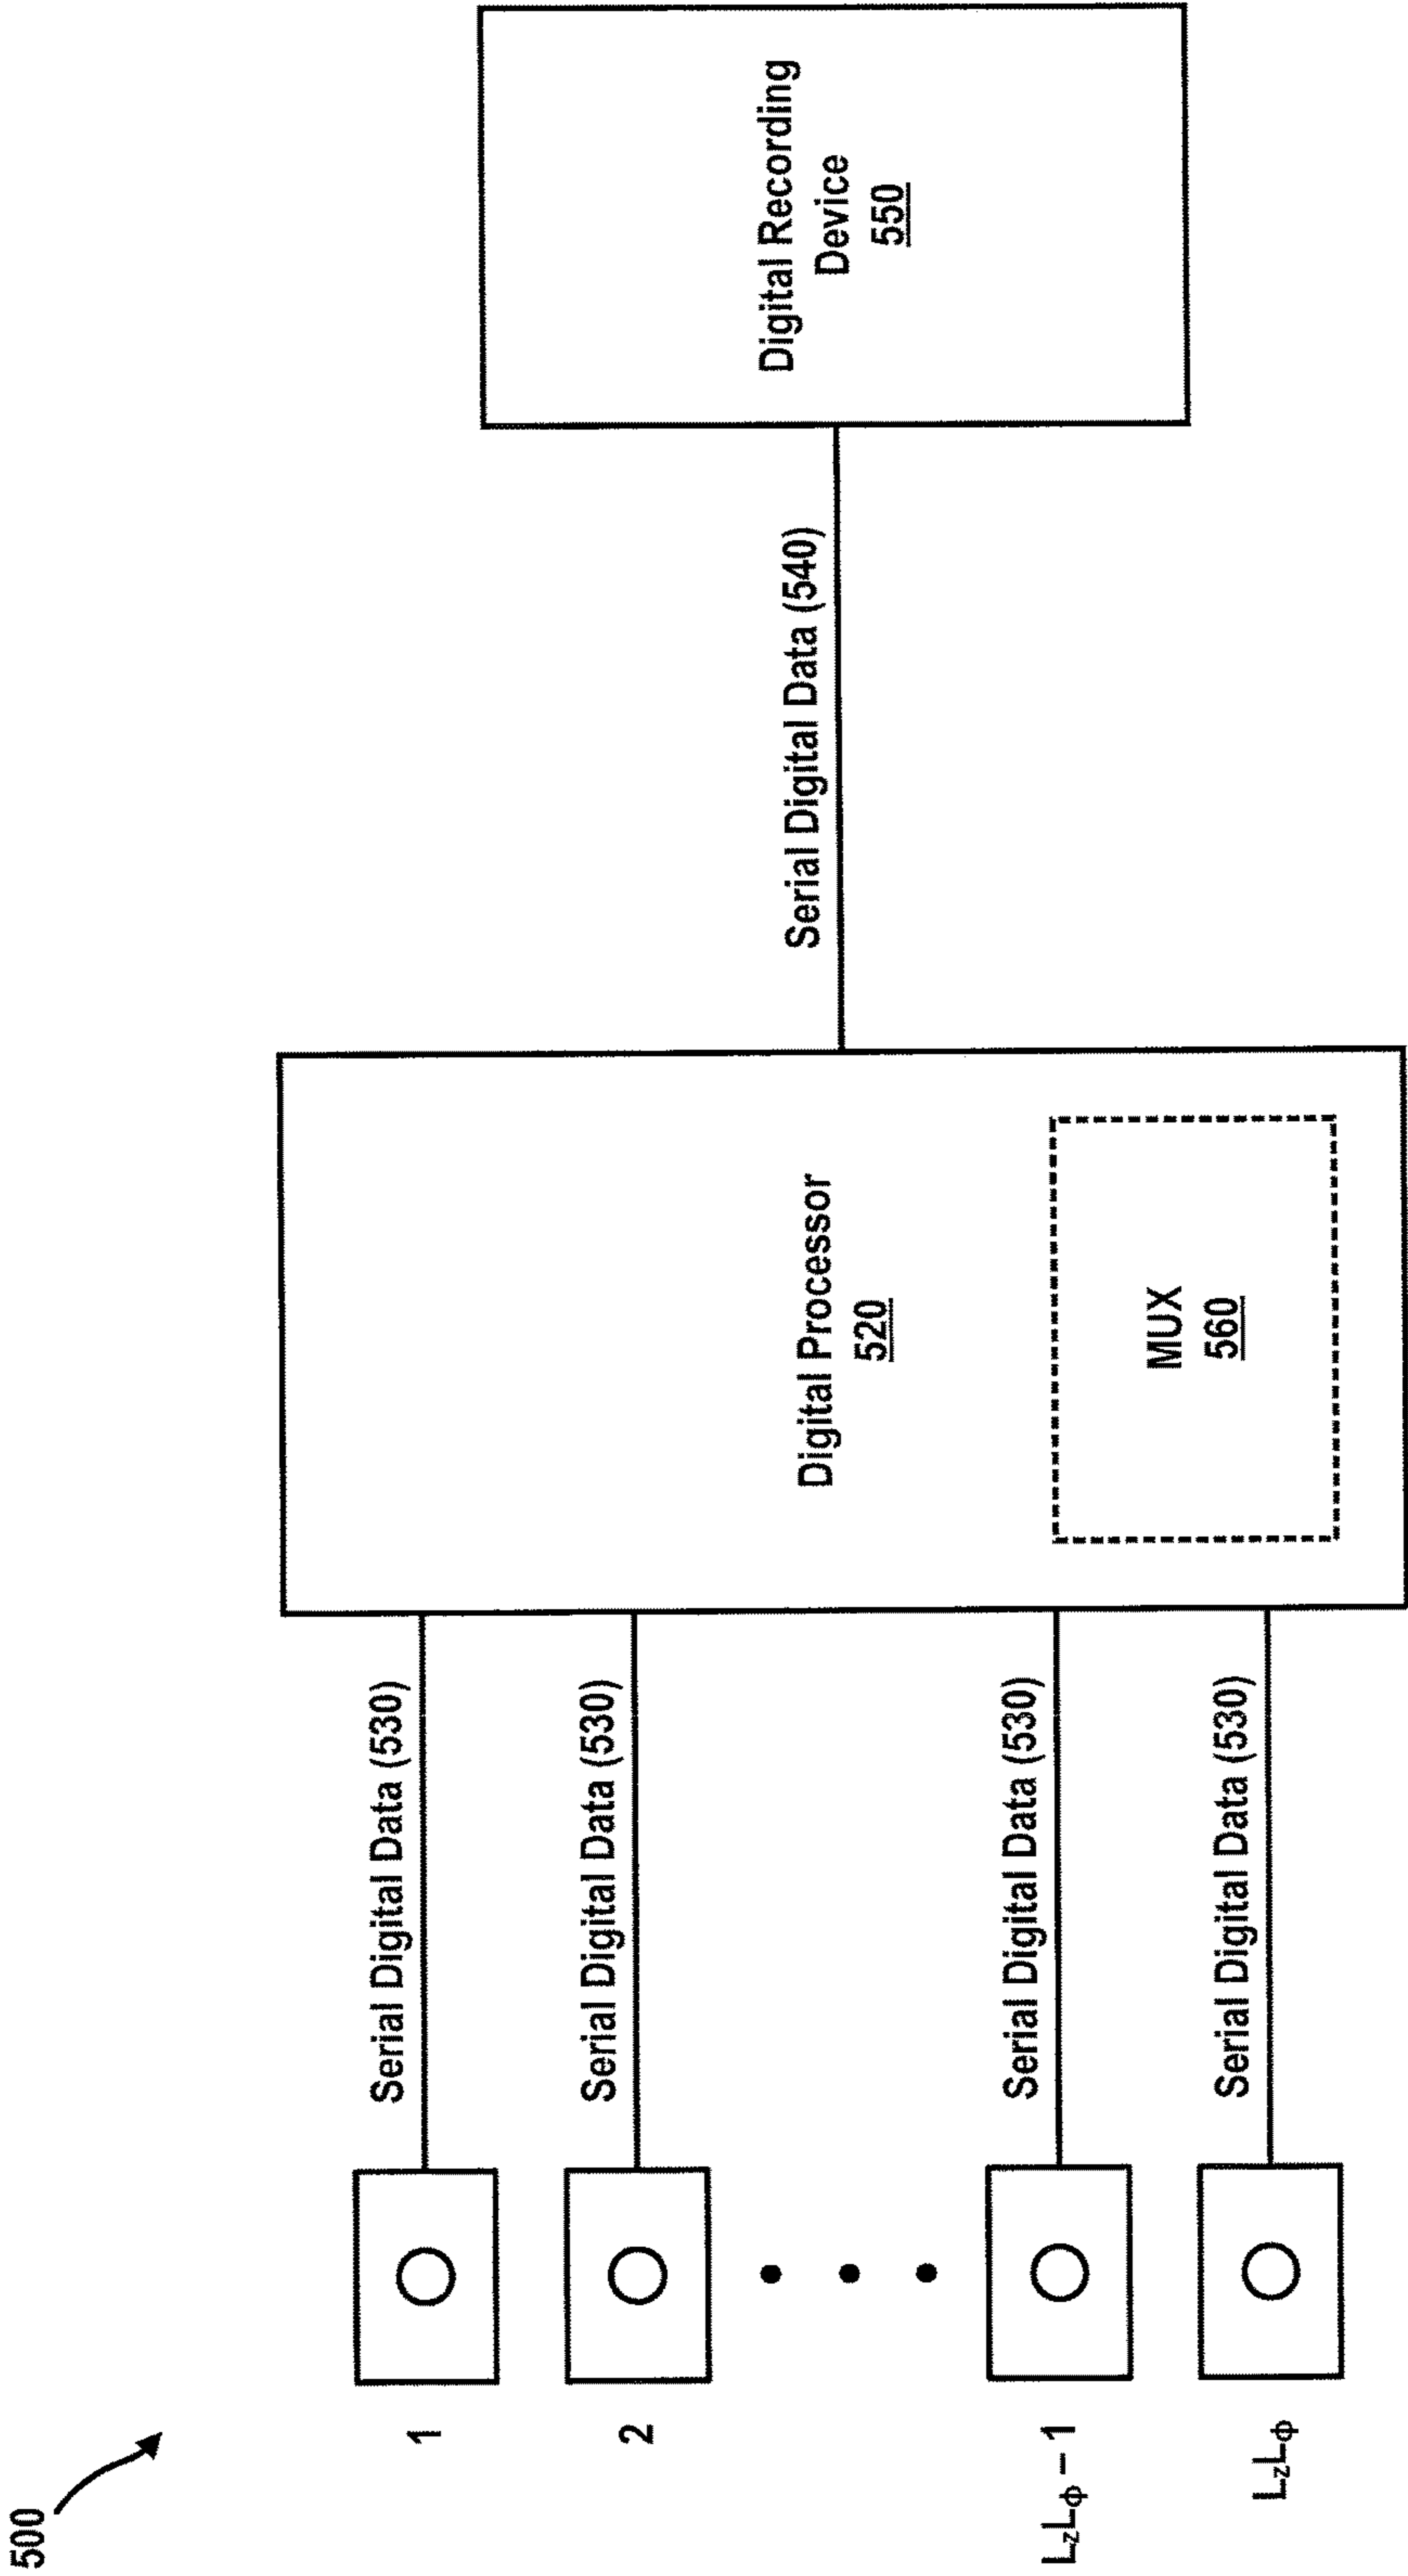 500
1
2
LzLϕ – 1
LzLϕ
Serial Digital Data (530)
Serial Digital Data (530)
Serial Digital Data (530)
Serial Digital Data (530)
Digital Processor
520
MUX
560
Serial Digital Data (540)
Digital Recording
Device
550